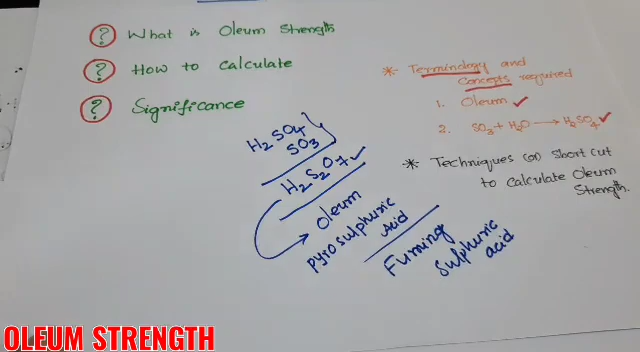 ? What is Oleum Strength
? How to Calculate
? Significance
* Terminology and
Concepts required
1. Oleum ✓
2. SO3 + H2O → H2SO4 ✓
* Techniques (or) Short cut
to Calculate Oleum
Strength.
H2SO4
SO3
H2S2O7 ✓
Oleum
Pyrosulphuric
Acid
Fuming
Sulphuric
acid
OLEUM STRENGTH